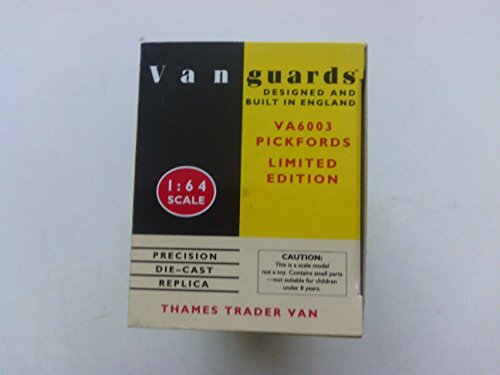 Vanguards
DESIGNED AND
BUILT IN ENGLAND
VA6003
PICKFORDS
LIMITED
EDITION
1:64
SCALE
PRECISION
DIE-CAST
REPLICA
CAUTION:
This is a scale model
not a toy. Contains small parts
—not suitable for children
under 8 years.
THAMES TRADER VAN